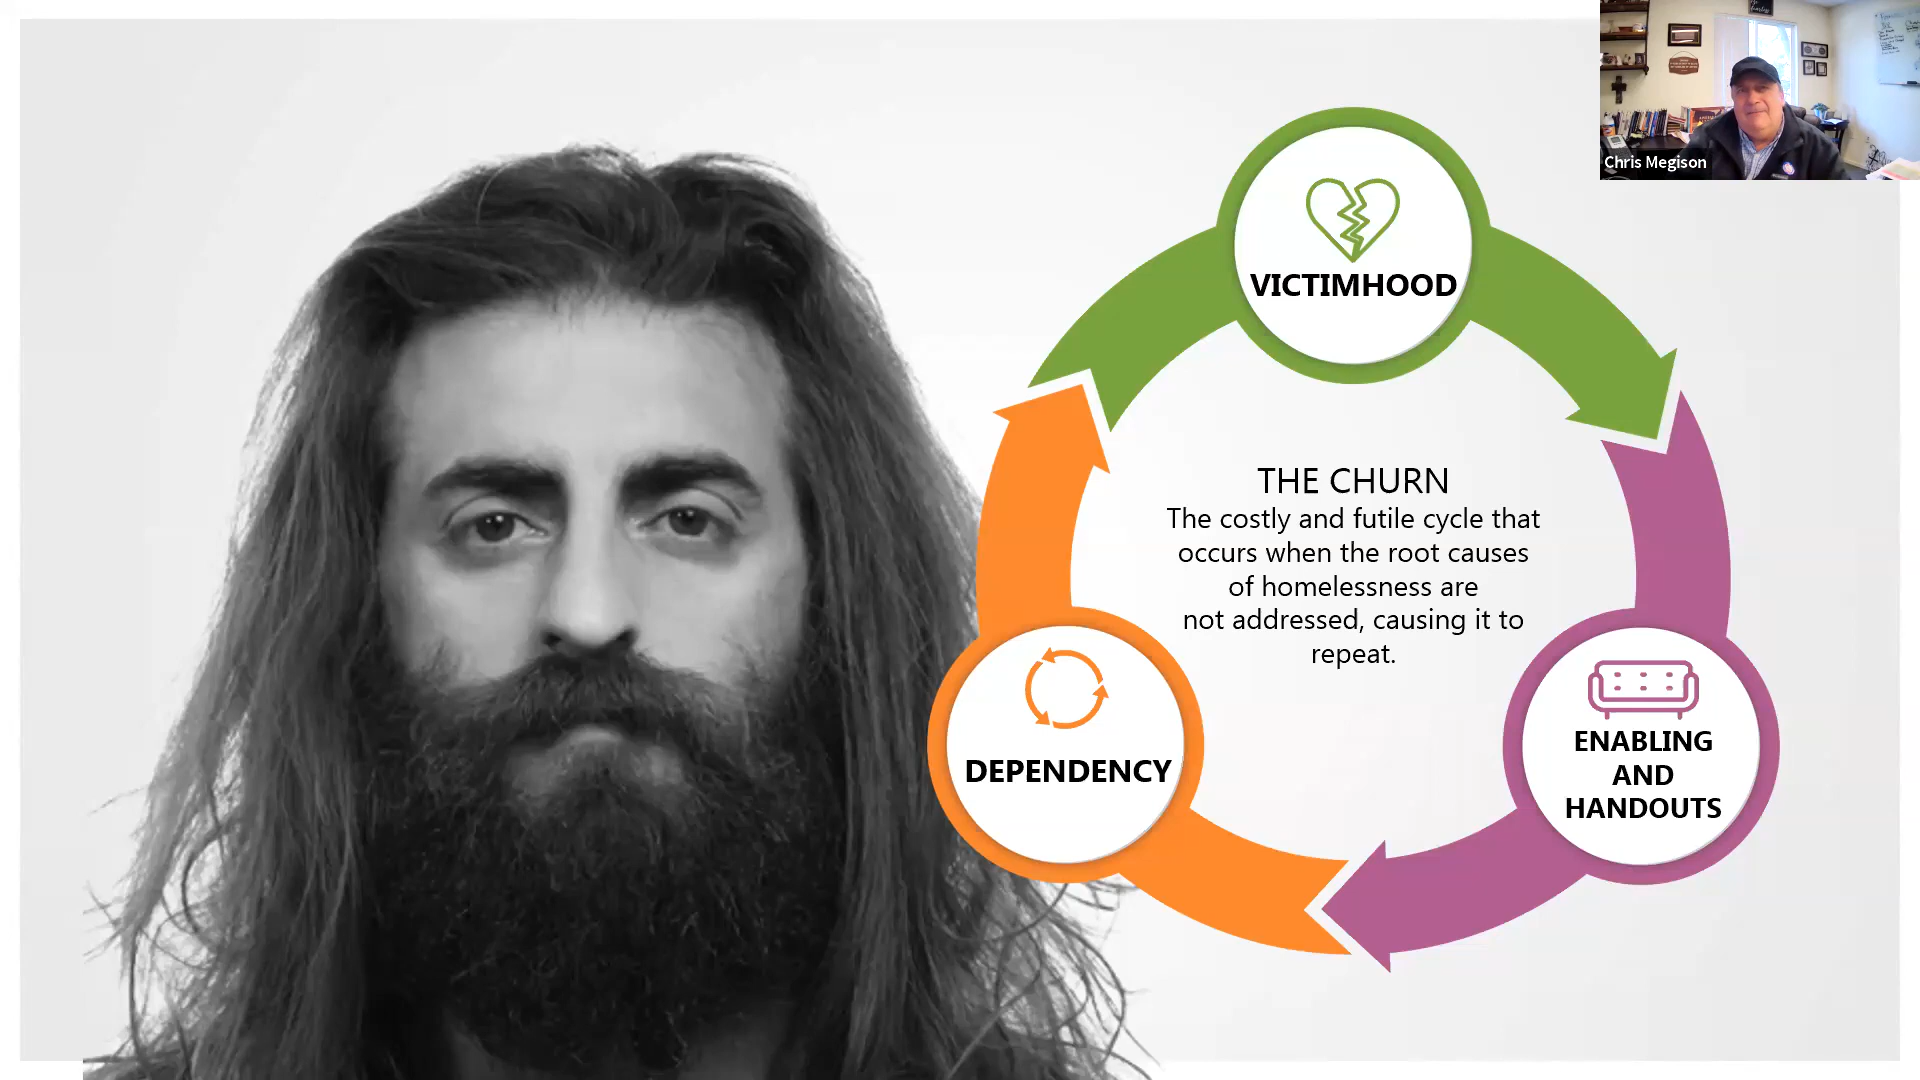 Chris Megison
VICTIMHOOD
THE CHURN
The costly and futile cycle that
occurs when the root causes
of homelessness are
not addressed, causing it to
repeat.
DEPENDENCY
ENABLING
AND
HANDOUTS